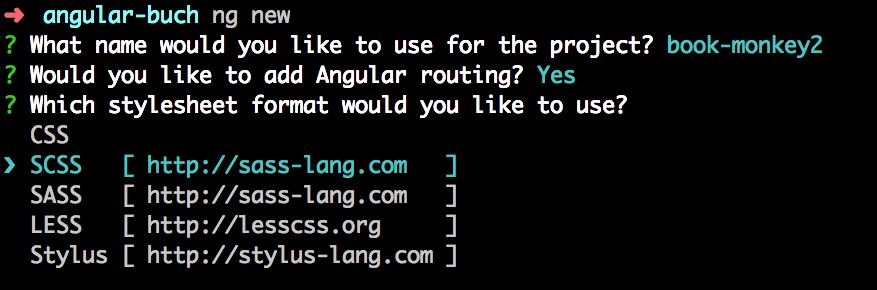 ➜ angular-buch ng new
? What name would you like to use for the project? book-monkey2
? Would you like to add Angular routing? Yes
? Which stylesheet format would you like to use?
CSS
❯ SCSS [ http://sass-lang.com ]
SASS [ http://sass-lang.com ]
LESS [ http://lesscss.org ]
Stylus [ http://stylus-lang.com ]